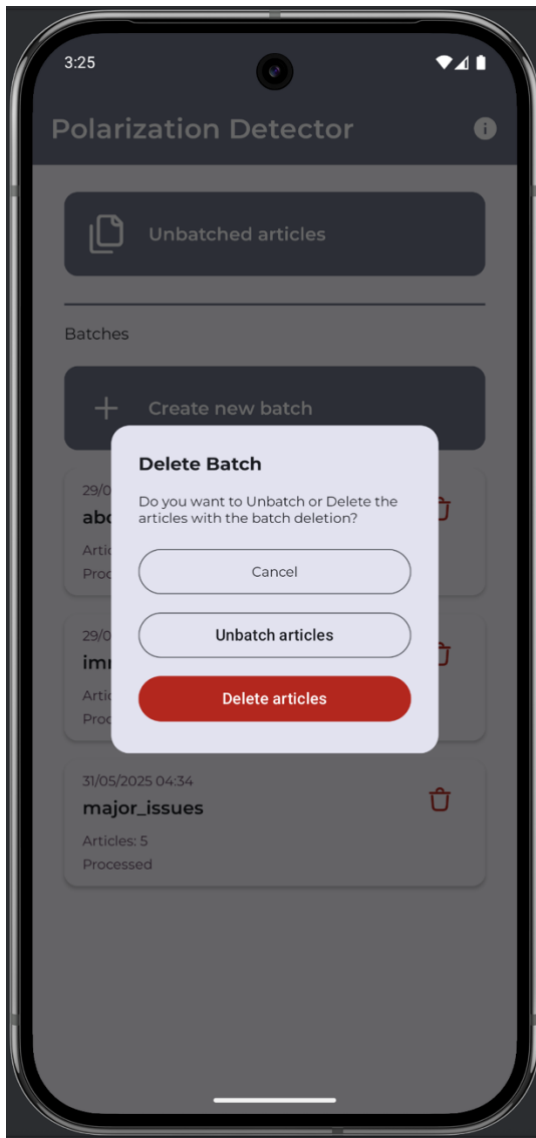 3:25
Polarization Detector
Unbatched articles
Batches
Create new batch
Delete Batch
Do you want to Unbatch or Delete the
articles with the batch deletion?
Cancel
Unbatch articles
Delete articles
31/05/2025 04:34
major_issues
Articles: 5
Processed